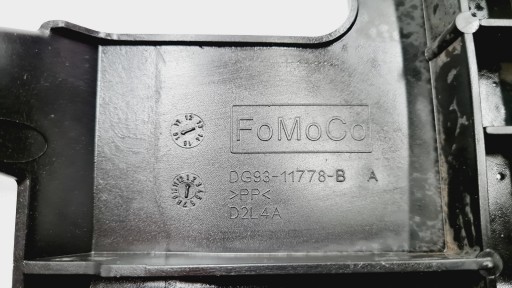 FoMoCo
DG93-11778-B A
>PP<
D2L4A